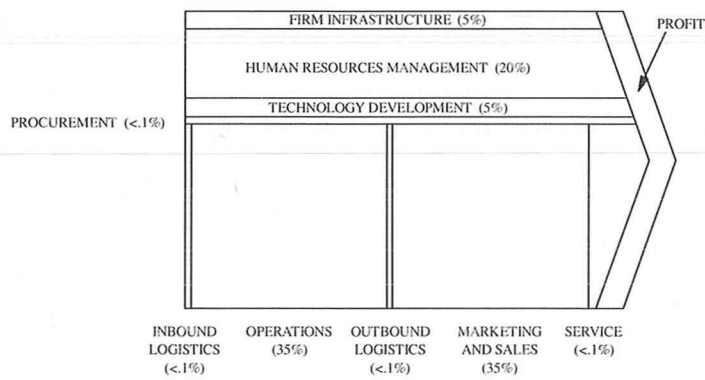 FIRM INFRASTRUCTURE (5%)
PROFIT
HUMAN RESOURCES MANAGEMENT (20%)
TECHNOLOGY DEVELOPMENT (5%)
PROCUREMENT (<.1%)
INBOUND
LOGISTICS
(<.1%)
OPERATIONS
(35%)
OUTBOUND
LOGISTICS
(<.1%)
MARKETING
AND SALES
(35%)
SERVICE
(<.1%)